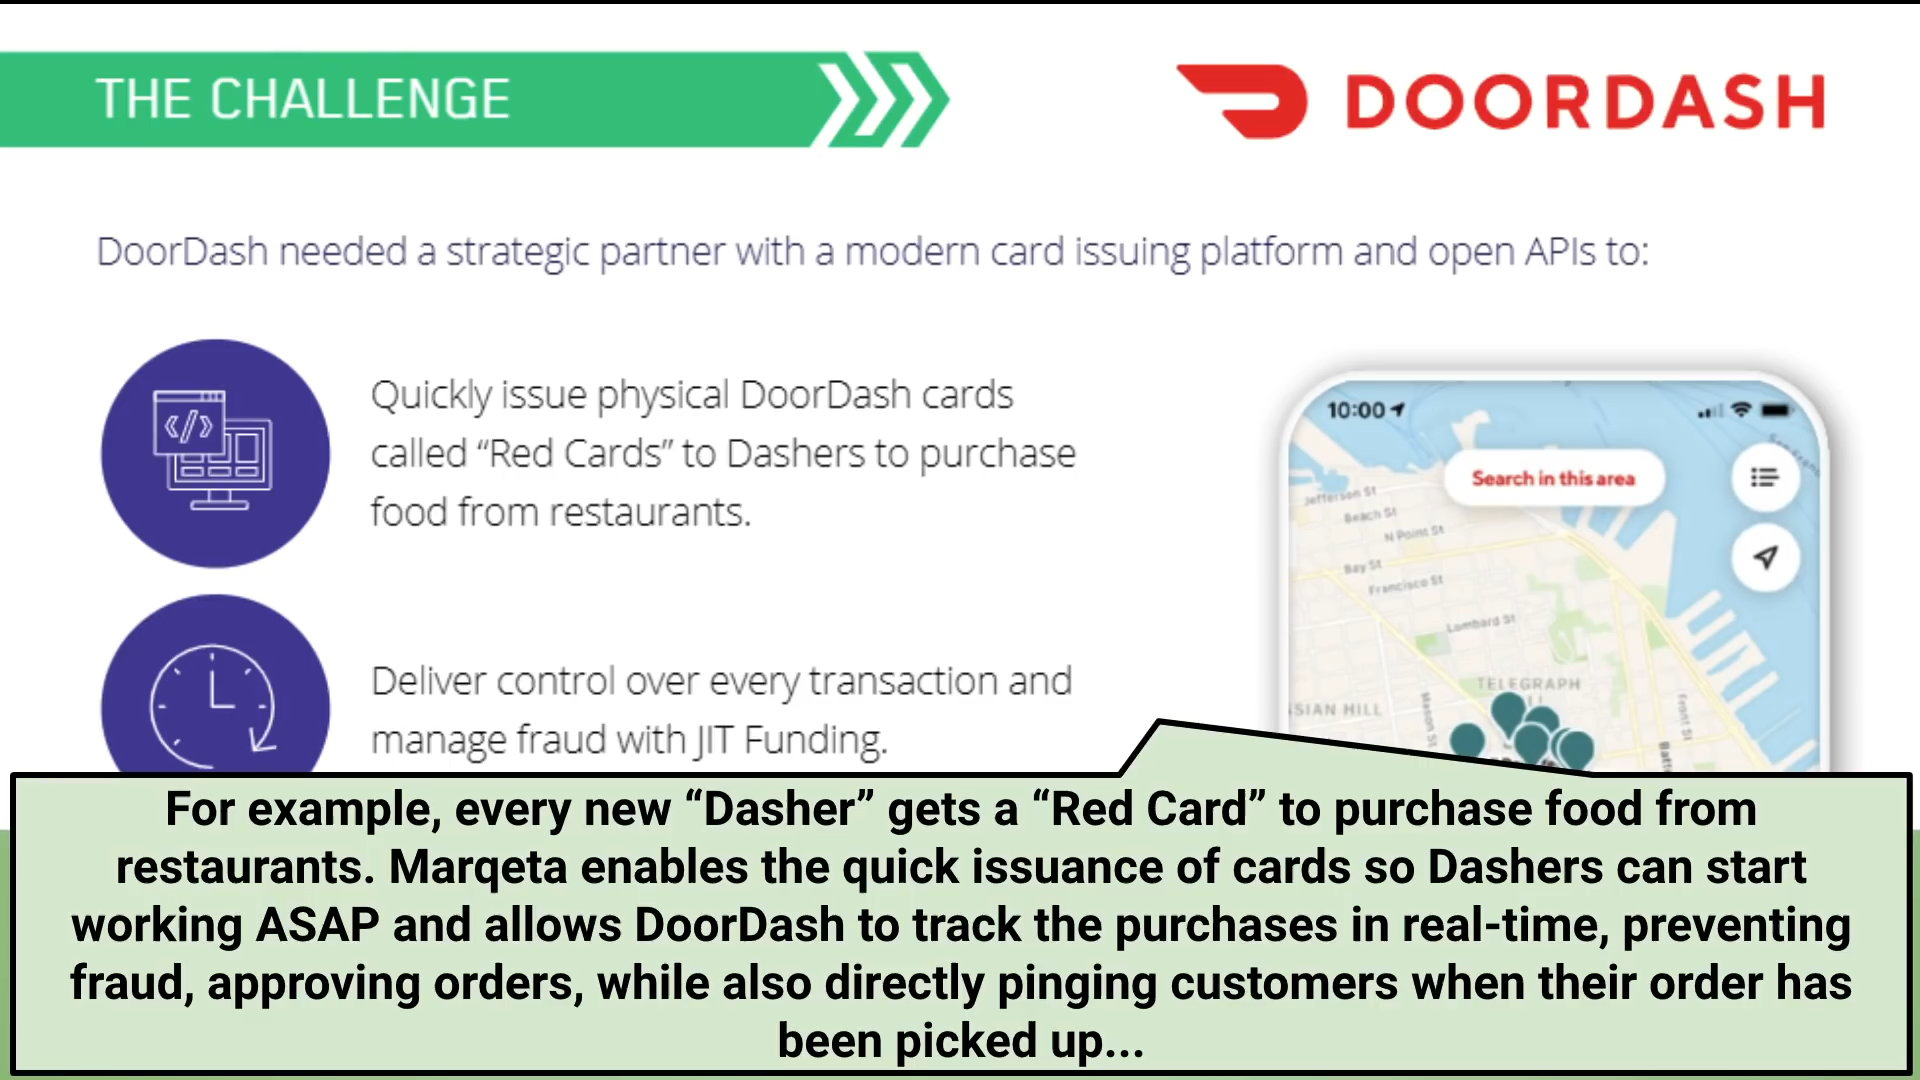 THE CHALLENGE
DOORDASH
DoorDash needed a strategic partner with a modern card issuing platform and open APIs to:
Quickly issue physical DoorDash cards
called “Red Cards” to Dashers to purchase
food from restaurants.
Deliver control over every transaction and
manage fraud with JIT Funding.
10:00
Search in this area
Jefferson St
Beach St
N Point St
Bay St
Francisco St
Lombard St
TELEGRAPH
SIAN HILL
Mason St
Front St
For example, every new “Dasher” gets a “Red Card” to purchase food from
restaurants. Marqeta enables the quick issuance of cards so Dashers can start
working ASAP and allows DoorDash to track the purchases in real-time, preventing
fraud, approving orders, while also directly pinging customers when their order has
been picked up...